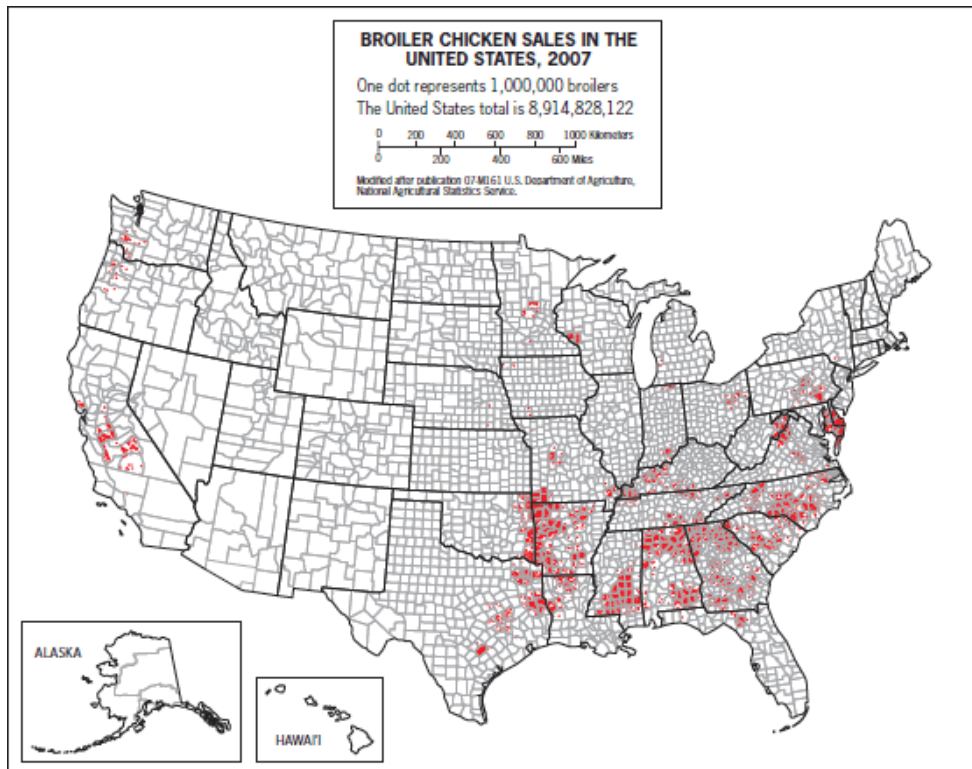 BROILER CHICKEN SALES IN THE
UNITED STATES, 2007
One dot represents 1,000,000 broilers
The United States total is 8,914,828,122
0 200 400 600 800 1000 Kilometers
0 200 400 600 Miles
Modified after publication 07-M161 U.S. Department of Agriculture,
National Agricultural Statistics Service.
ALASKA
HAWAI'I